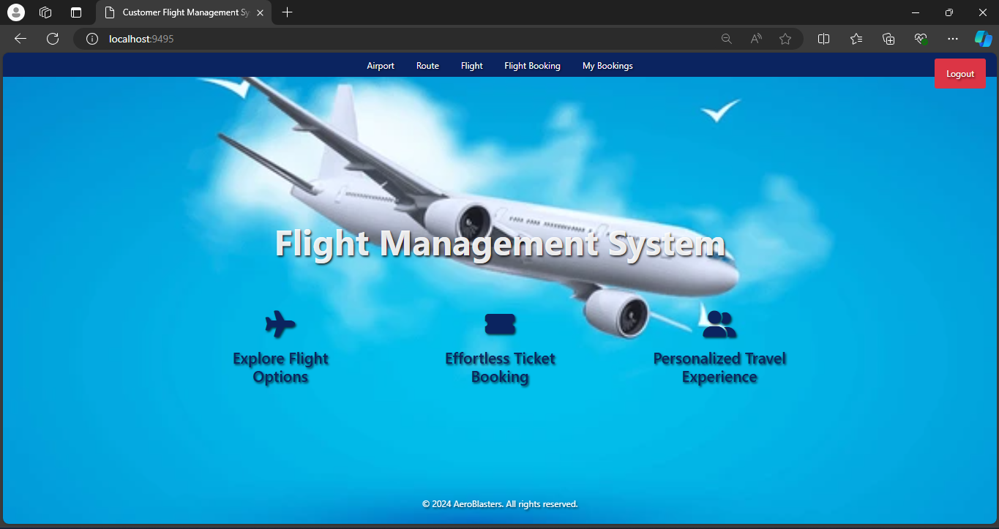 Customer Flight Management Sy
localhost:9495
Airport Route Flight Flight Booking My Bookings
Logout
Flight Management System
Explore Flight
Options
Effortless Ticket
Booking
Personalized Travel
Experience
© 2024 AeroBlasters. All rights reserved.